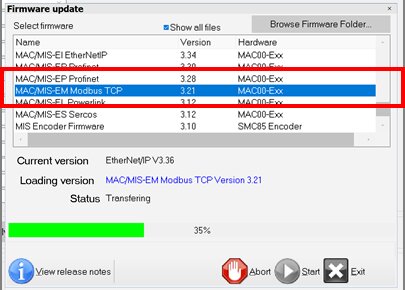 Firmware update
Select firmware
Show all files
Browse Firmware Folder...
Name Version Hardware
MAC/MIS-EI EtherNetIP 3.34 MAC00-Exx
MAC/MIS-EP Profinet 3.28 MAC00-Exx
MAC/MIS-EM Modbus TCP 3.21 MAC00-Exx
MAC/MIS-EL Powerlink 3.12 MAC00-Exx
MAC/MIS-ES Sercos 3.12 MAC00-Exx
MIS Encoder Firmware 3.10 SMC85 Encoder
Current version EtherNet/IP V3.36
Loading version MAC/MIS-EM Modbus TCP Version 3.21
Status Transfering
35%
View release notes
Abort
Start
Exit